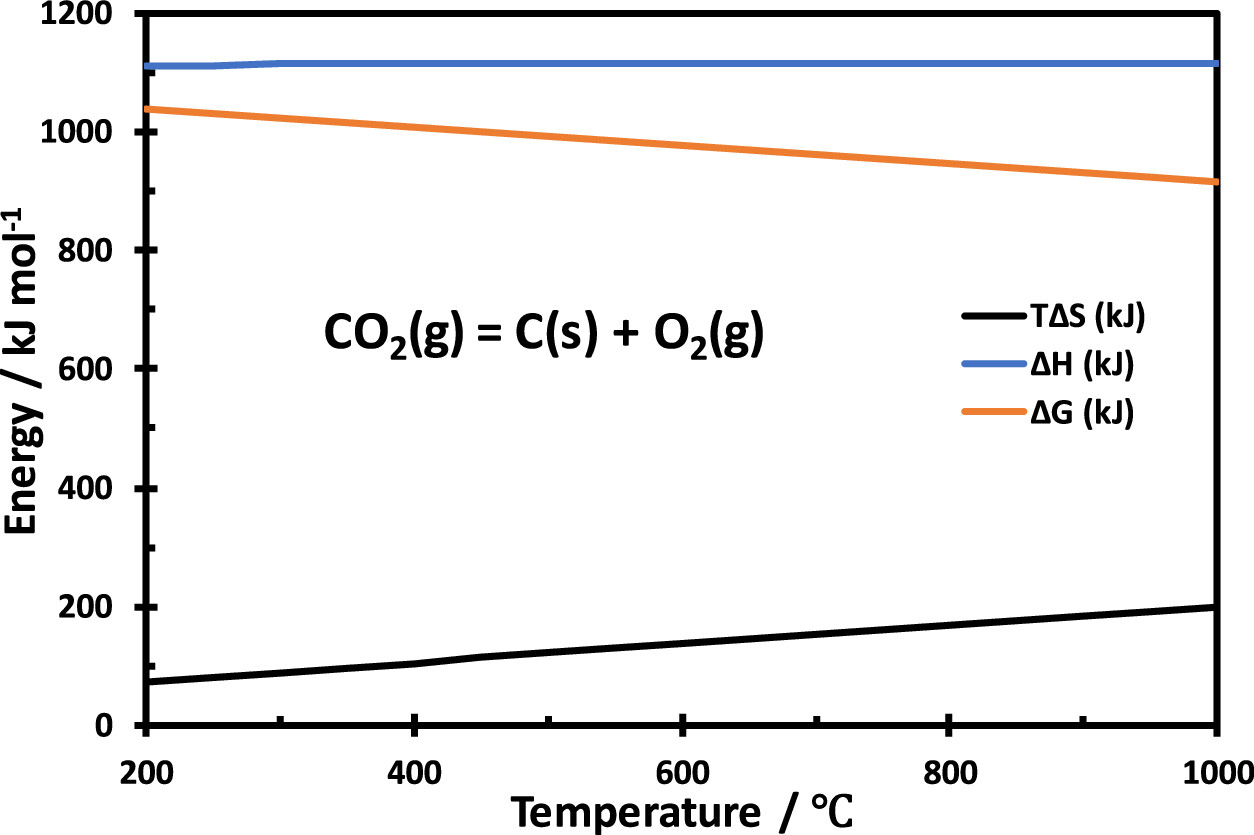 1200
1000
800
600
400
200
0
Energy / kJ mol⁻¹
CO₂(g) = C(s) + O₂(g)
TΔS (kJ)
ΔH (kJ)
ΔG (kJ)
200 400 600 800 1000
Temperature / ℃